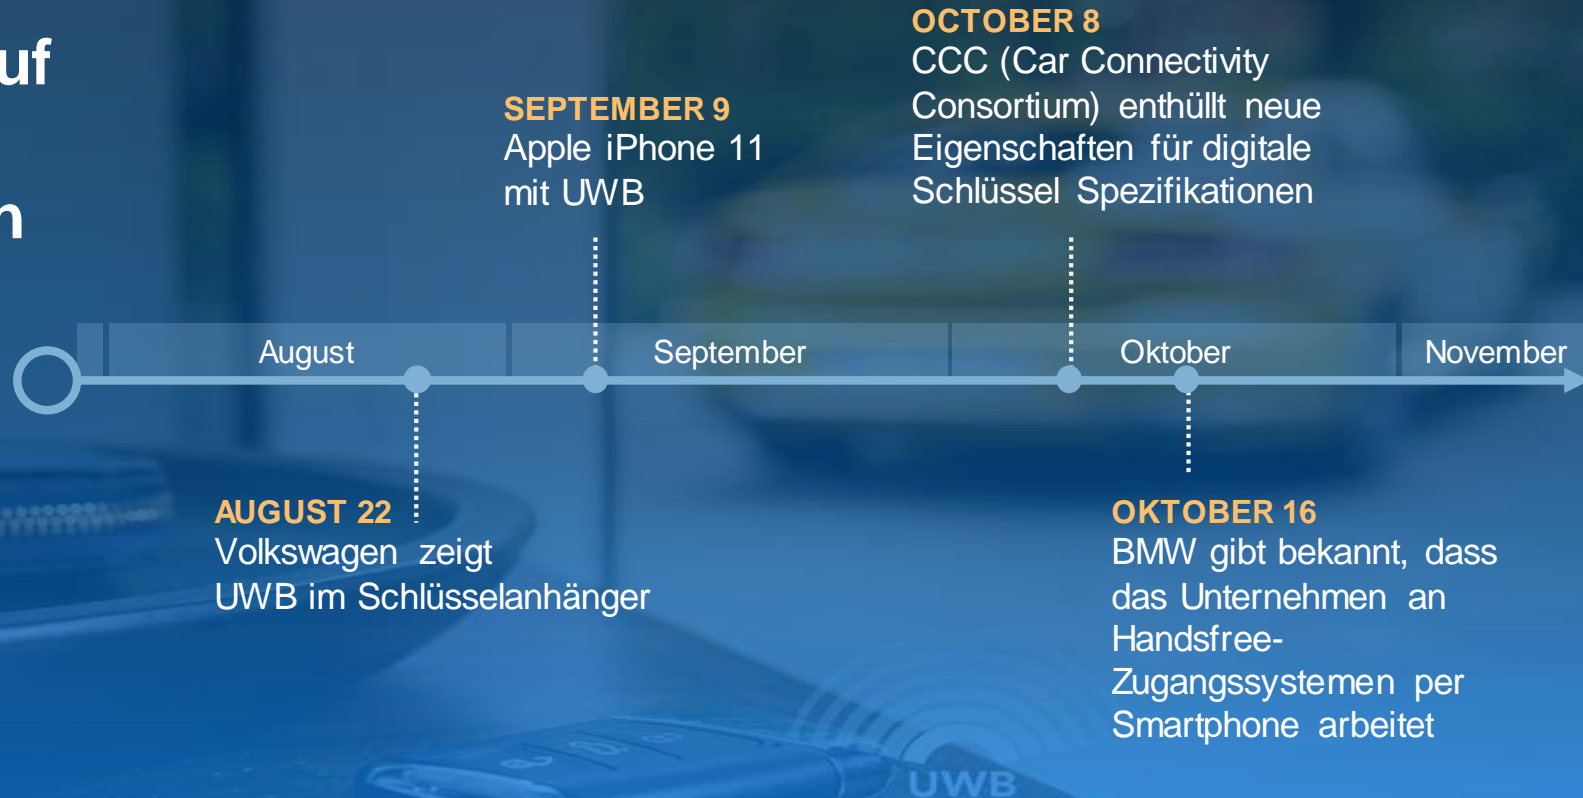 uf
n
OCTOBER 8
CCC (Car Connectivity
Consortium) enthüllt neue
Eigenschaften für digitale
Schlüssel Spezifikationen
SEPTEMBER 9
Apple iPhone 11
mit UWB
August
September
Oktober
November
AUGUST 22
Volkswagen zeigt
UWB im Schlüsselanhänger
OKTOBER 16
BMW gibt bekannt, dass
das Unternehmen an
Handsfree-
Zugangssystemen per
Smartphone arbeitet
UWB